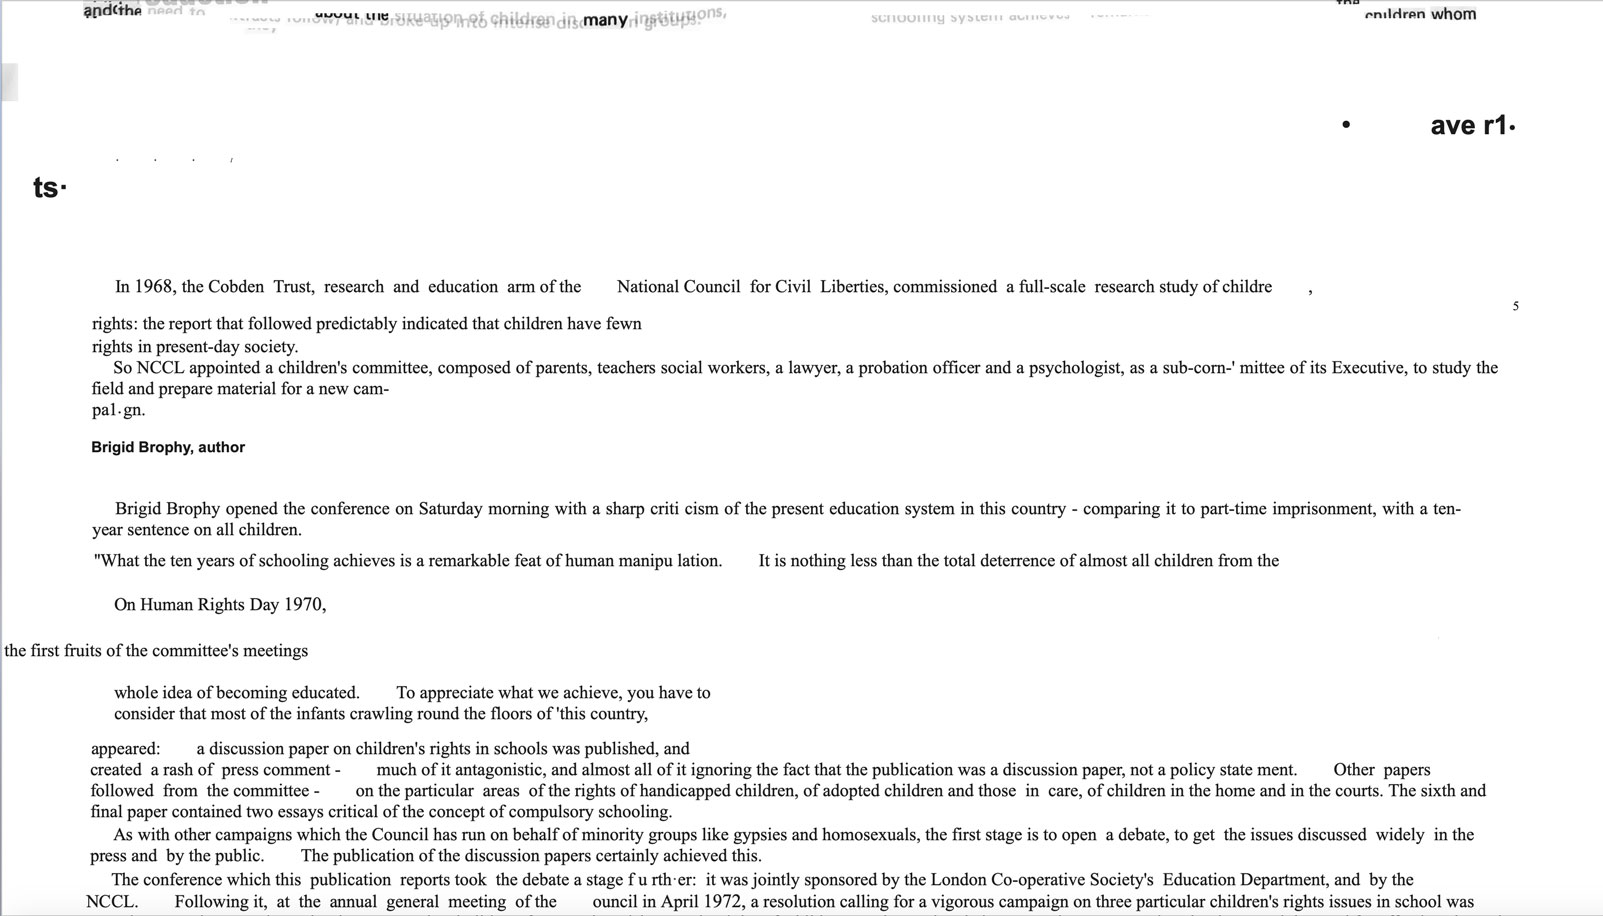 and the need to
about the situation of children in many institutions,
children whom
• ave r1·
ts·
In 1968, the Cobden Trust, research and education arm of the National Council for Civil Liberties, commissioned a full-scale research study of childre ,
5
rights: the report that followed predictably indicated that children have fewn
rights in present-day society.
So NCCL appointed a children's committee, composed of parents, teachers social workers, a lawyer, a probation officer and a psychologist, as a sub-corn-' mittee of its Executive, to study the
field and prepare material for a new cam-
pa1·gn.
Brigid Brophy, author
Brigid Brophy opened the conference on Saturday morning with a sharp criti cism of the present education system in this country - comparing it to part-time imprisonment, with a ten-
year sentence on all children.
"What the ten years of schooling achieves is a remarkable feat of human manipu lation. It is nothing less than the total deterrence of almost all children from the
On Human Rights Day 1970,
the first fruits of the committee's meetings
whole idea of becoming educated. To appreciate what we achieve, you have to
consider that most of the infants crawling round the floors of 'this country,
appeared: a discussion paper on children's rights in schools was published, and
created a rash of press comment - much of it antagonistic, and almost all of it ignoring the fact that the publication was a discussion paper, not a policy state ment. Other papers
followed from the committee - on the particular areas of the rights of handicapped children, of adopted children and those in care, of children in the home and in the courts. The sixth and
final paper contained two essays critical of the concept of compulsory schooling.
As with other campaigns which the Council has run on behalf of minority groups like gypsies and homosexuals, the first stage is to open a debate, to get the issues discussed widely in the
press and by the public. The publication of the discussion papers certainly achieved this.
The conference which this publication reports took the debate a stage f u rth·er: it was jointly sponsored by the London Co-operative Society's Education Department, and by the
NCCL. Following it, at the annual general meeting of the ouncil in April 1972, a resolution calling for a vigorous campaign on three particular children's rights issues in school was